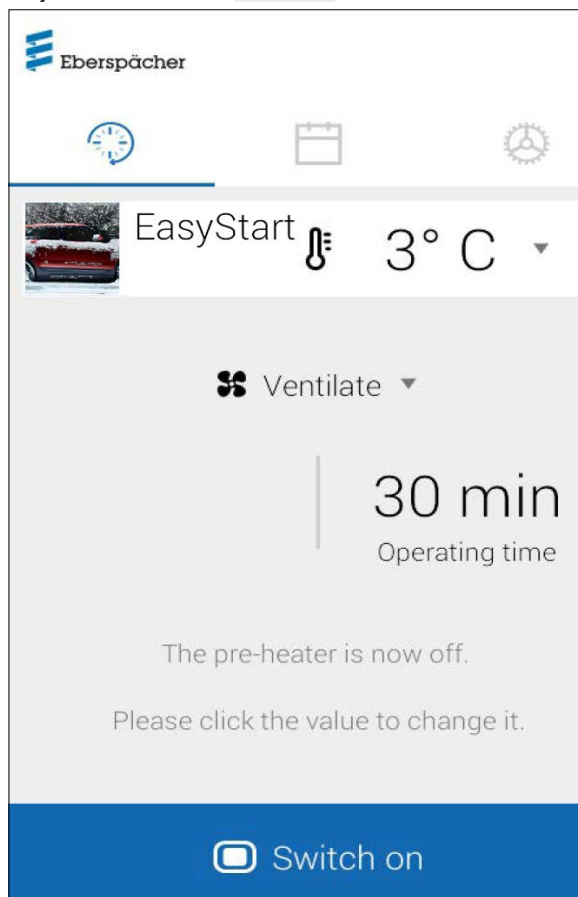 Eberspächer
EasyStart 3° C
Ventilate
30 min
Operating time
The pre-heater is now off.
Please click the value to change it.
Switch on